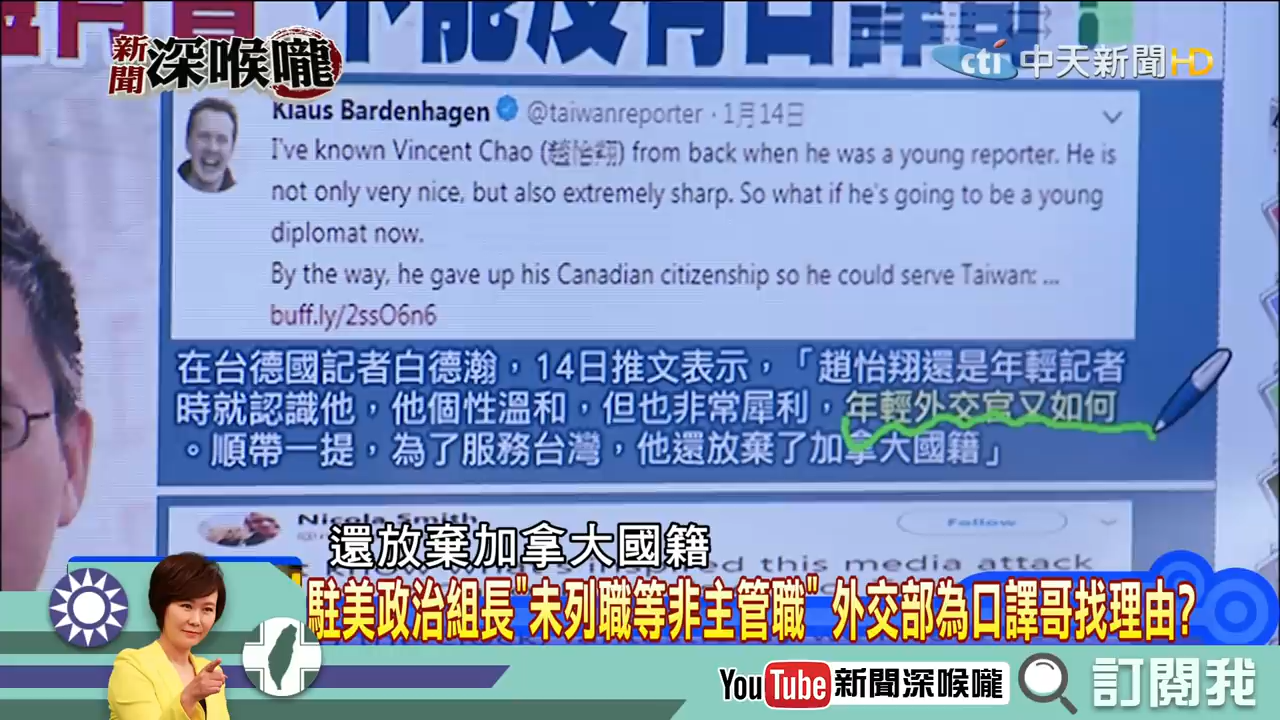 不能沒有口譯哥
新聞深喉嚨
cti中天新聞HD
Klaus Bardenhagen @taiwanreporter · 1月14日
I've known Vincent Chao (趙怡翔) from back when he was a young reporter. He is
not only very nice, but also extremely sharp. So what if he's going to be a young
diplomat now.
By the way, he gave up his Canadian citizenship so he could serve Taiwan: ...
buff.ly/2ssO6n6
在台德國記者白德瀚，14日推文表示，「趙怡翔還是年輕記者
時就認識他，他個性溫和，但也非常犀利，年輕外交官又如何
。順帶一提，為了服務台灣，他還放棄了加拿大國籍」
Nicola Smith
Follow
this media attack
還放棄加拿大國籍
駐美政治組長"未列職等非主管職" 外交部為口譯哥找理由?
YouTube 新聞深喉嚨 訂閱我